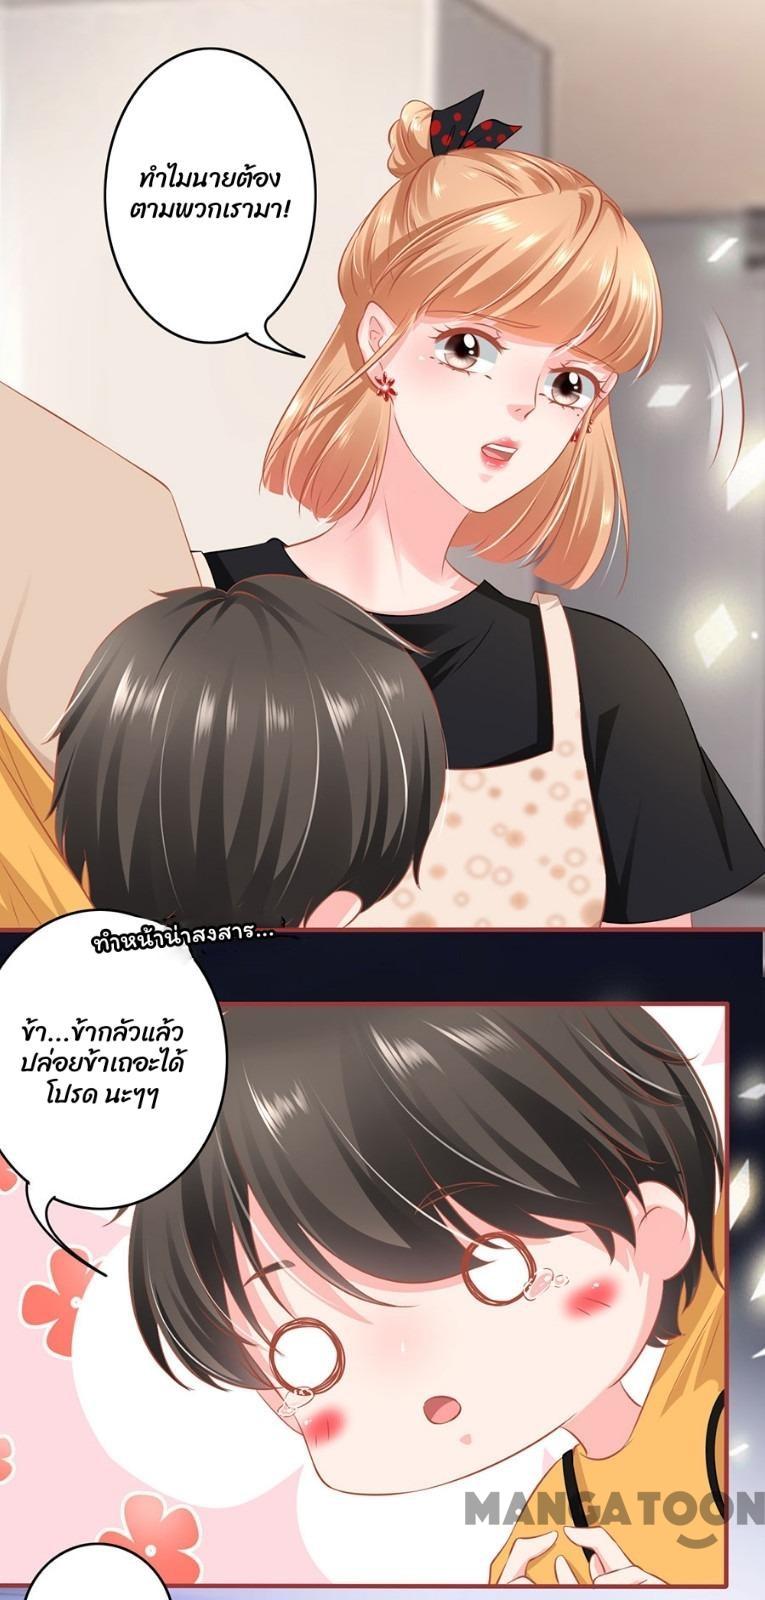 ทำไมนายต้อง
ตามพวกเรามา!
ทำหน้าน่าสงสาร...
ข้า...ข้ากลัวแล้ว
ปล่อยข้าเถอะได้
โปรด นะๆๆ
MANGATOON